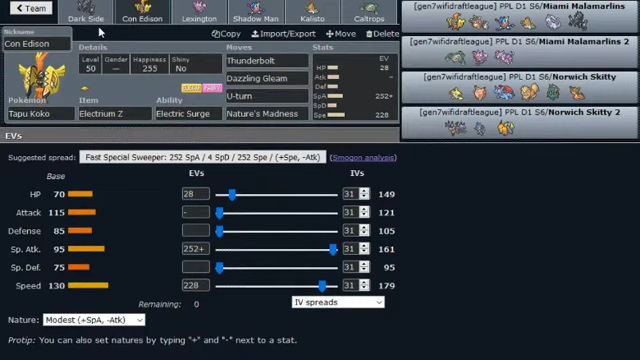 Team
Dark Side
Con Edison
Lexington
Shadow Man
Kalisto
Caltrops
Nickname
Con Edison
Copy
Import/Export
Move
Delete
Details
Moves
Stats
EV
Level
Gender
Happiness
Shiny
50
—
255
No
Thunderbolt
Dazzling Gleam
U-turn
Nature's Madness
HP
28
Atk
Def
SpA
252+
SpD
Spe
228
Pokémon
Item
Ability
Tapu Koko
Electrium Z
Electric Surge
[gen7wifidraftleague] PPL D1 S6/ Miami Malamarlins
[gen7wifidraftleague] PPL D1 S6/ Miami Malamarlins 2
[gen7wifidraftleague] PPL D1 S6/ Norwich Skitty
[gen7wifidraftleague] PPL D1 S6/ Norwich Skitty 2
EVs
Suggested spread: Fast Special Sweeper: 252 SpA / 4 SpD / 252 Spe / (+Spe, -Atk) (Smogon analysis)
Base EVs IVs
HP 70 28 31 149
Attack 115 - 31 121
Defense 85 31 105
Sp. Atk. 95 252+ 31 161
Sp. Def. 75 31 95
Speed 130 228 31 179
Remaining: 0
IV spreads
Nature: Modest (+SpA, -Atk)
Protip: You can also set natures by typing "+" and "-" next to a stat.